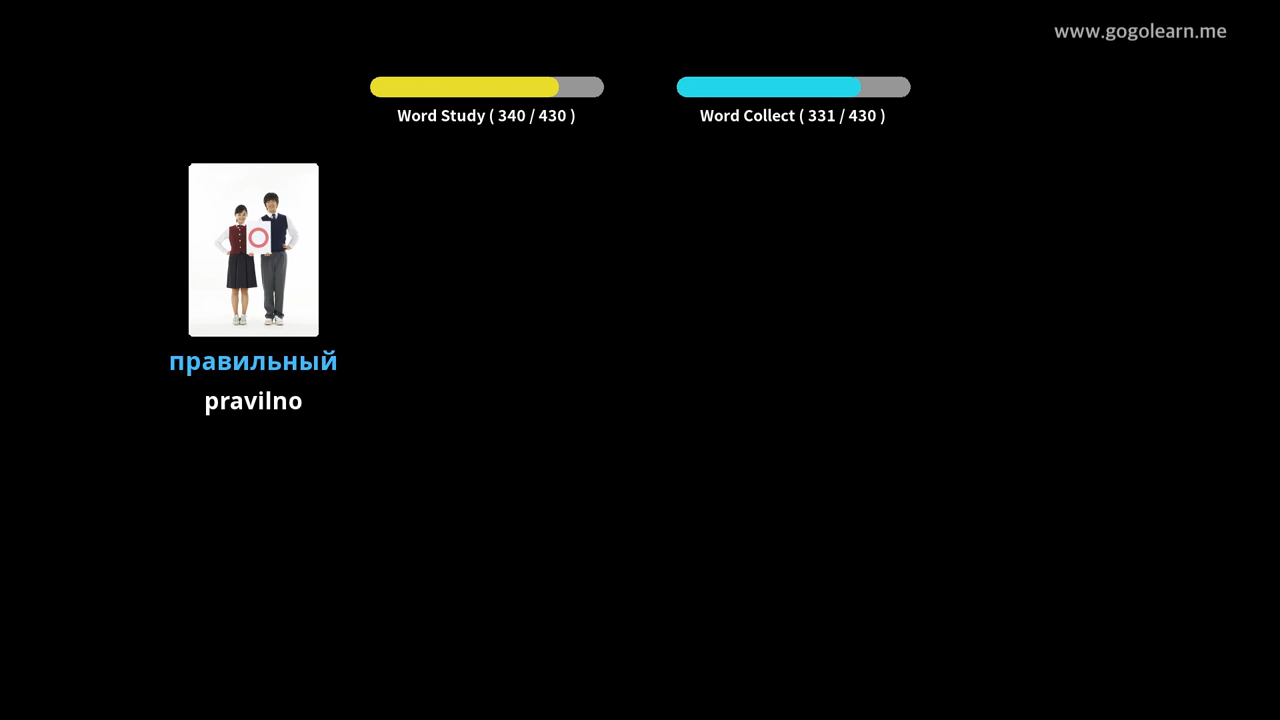 www.gogolearn.me
Word Study ( 340 / 430 )
Word Collect ( 331 / 430 )
правильный
pravilno